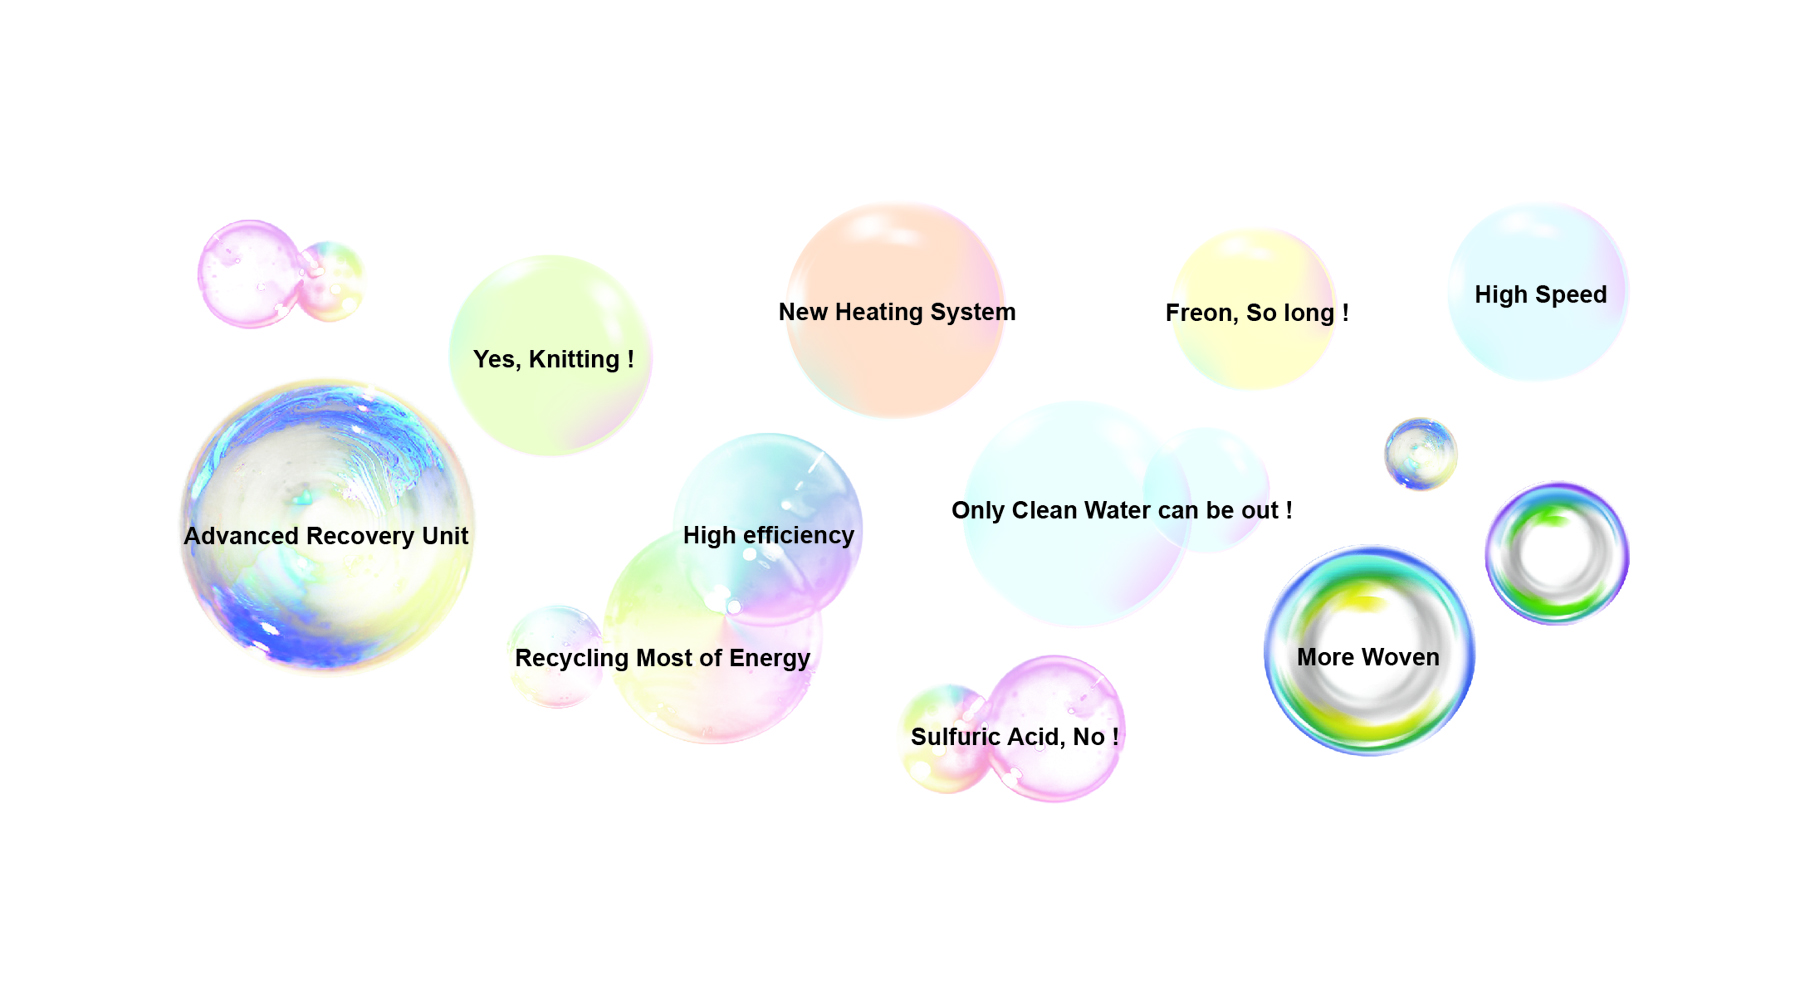 New Heating System
Freon, So long !
High Speed
Yes, Knitting !
Only Clean Water can be out !
Advanced Recovery Unit
High efficiency
Recycling Most of Energy
More Woven
Sulfuric Acid, No !